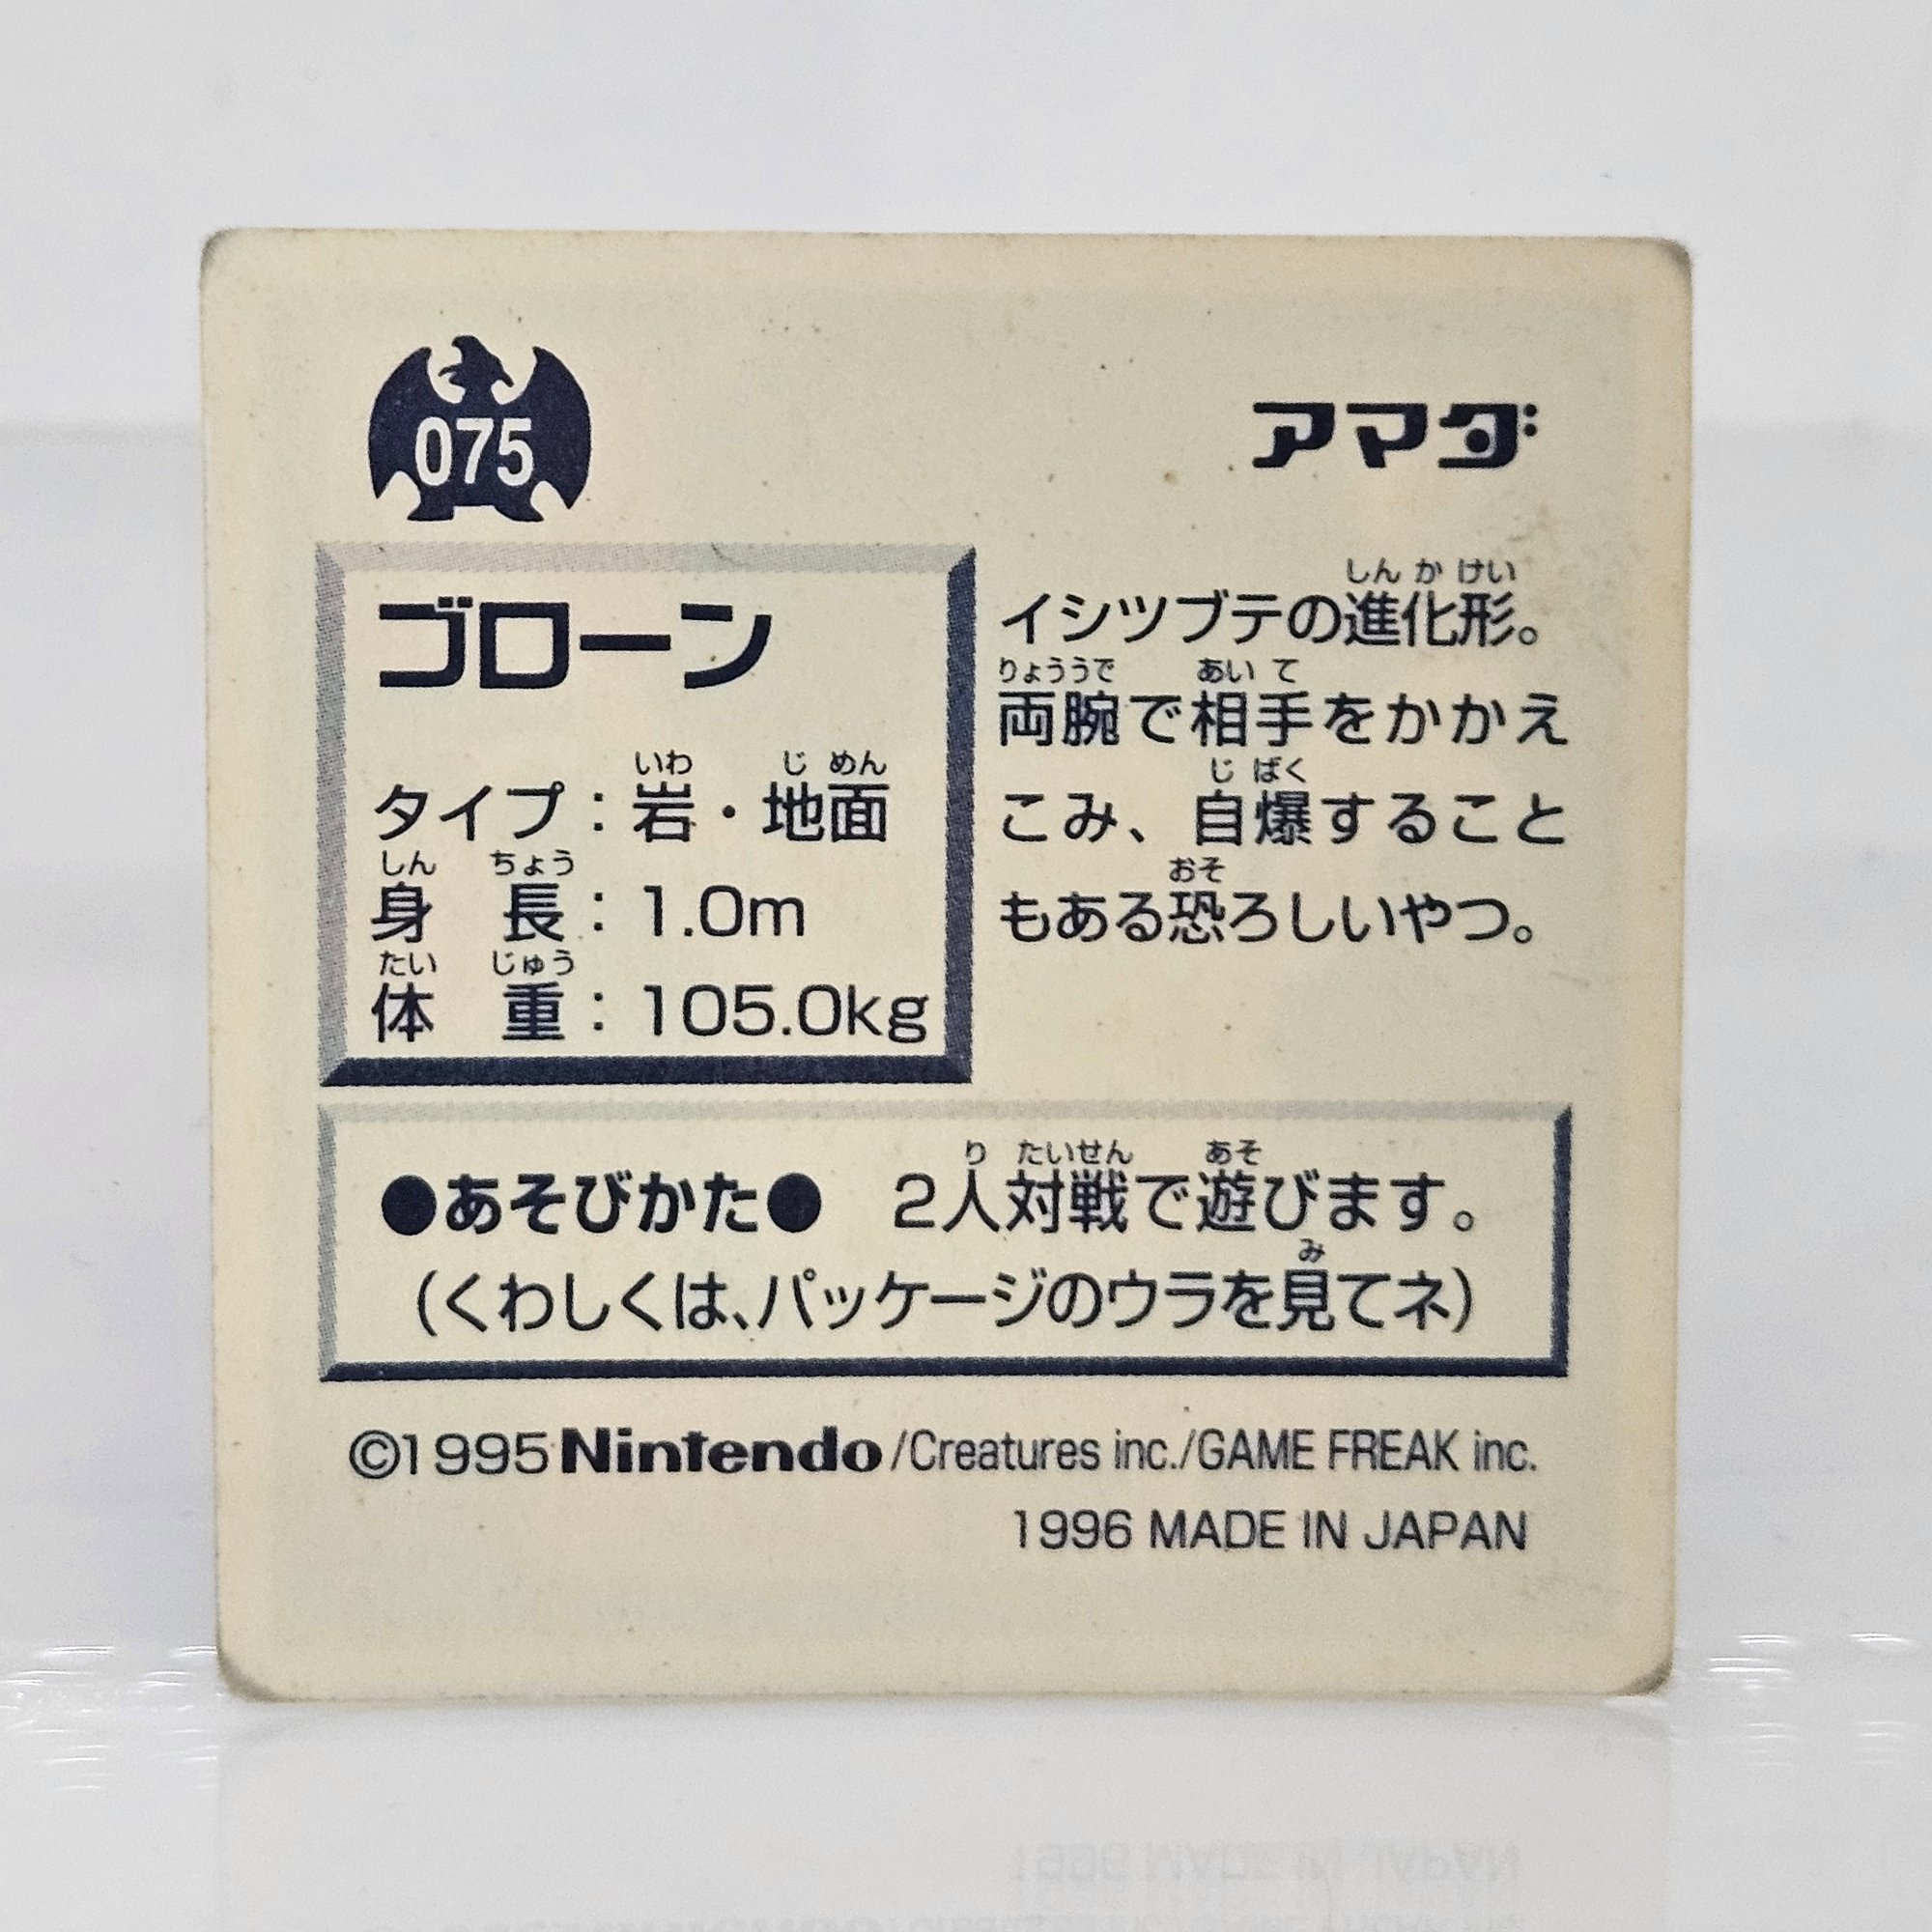 075
アマダ
ゴローン
タイプ：岩・地面
身長：1.0m
体重：105.0kg
イシツブテの進化形。
両腕で相手をかかえ
こみ、自爆すること
もある恐ろしいやつ。
●あそびかた● 2人対戦で遊びます。
(くわしくは、パッケージのウラを見てネ)
©1995 Nintendo/Creatures inc./GAME FREAK inc.
1996 MADE IN JAPAN